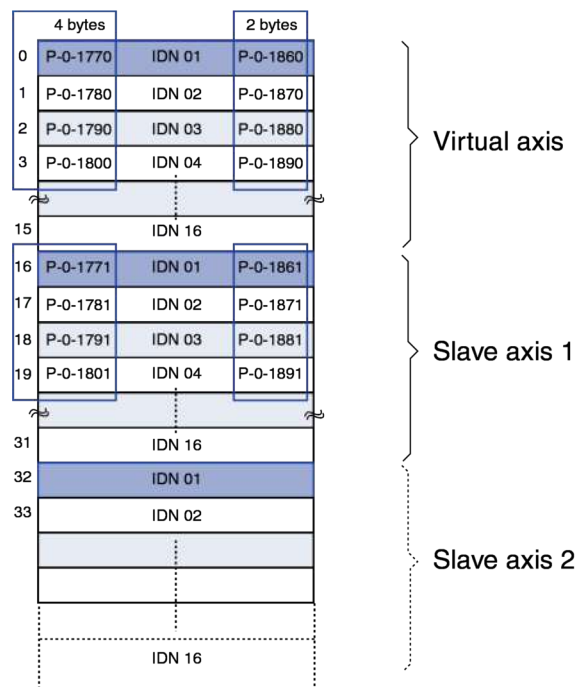 4 bytes 2 bytes
0 P-0-1770 IDN 01 P-0-1860
1 P-0-1780 IDN 02 P-0-1870
2 P-0-1790 IDN 03 P-0-1880
Virtual axis
3 P-0-1800 IDN 04 P-0-1890
15 IDN 16
16 P-0-1771 IDN 01 P-0-1861
17 P-0-1781 IDN 02 P-0-1871
18 P-0-1791 IDN 03 P-0-1881
Slave axis 1
19 P-0-1801 IDN 04 P-0-1891
31 IDN 16
32 IDN 01
33 IDN 02
Slave axis 2
IDN 16